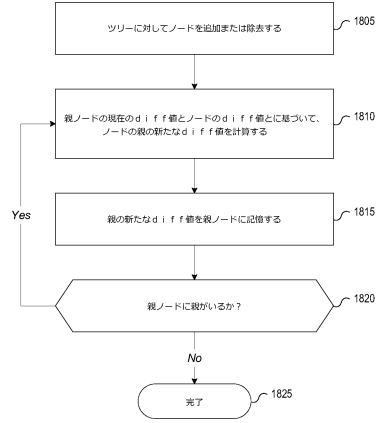 ツリーに対してノードを追加または除去する
1805
親ノードの現在のdiff値とノードのdiff値とに基づいて、
ノードの親の新たなdiff値を計算する
1810
親の新たなdiff値を親ノードに記憶する
1815
Yes
親ノードに親がいるか?
1820
No
完了
1825